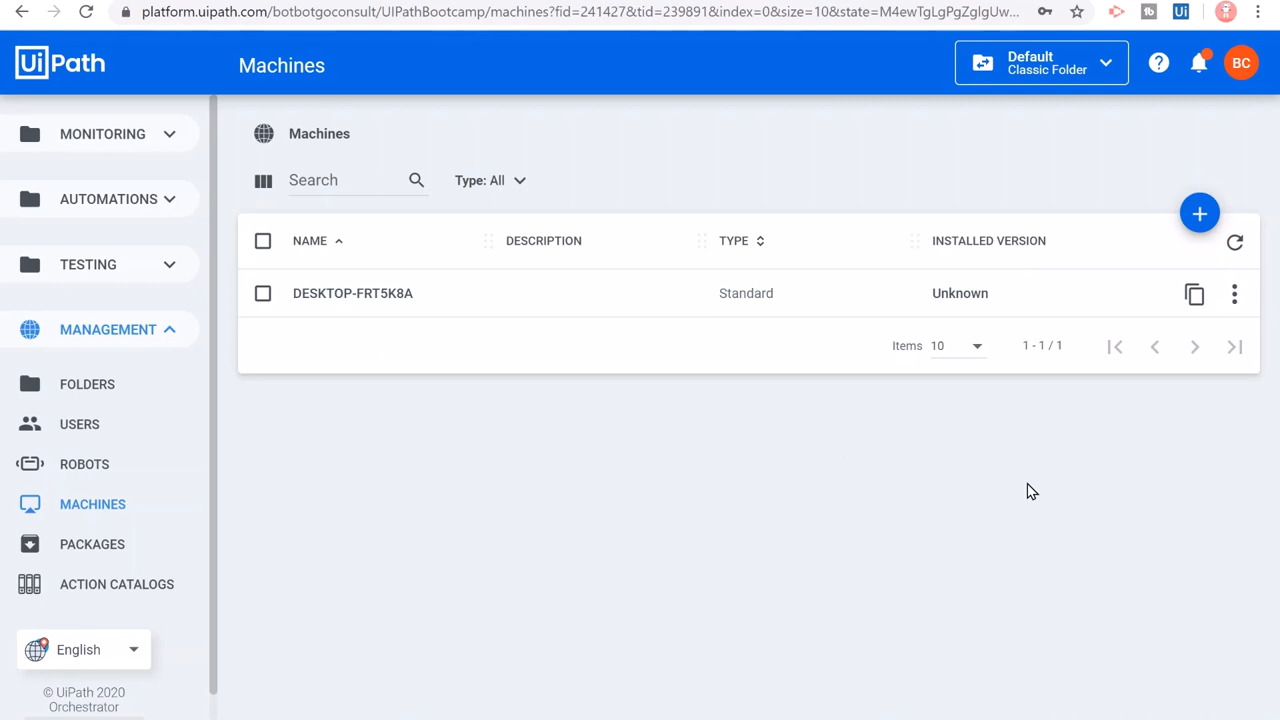 platform.uipath.com/botbotgoconsult/UIPathBootcamp/machines?fid=241427&tid=239891&index=0&size=10&state=M4ewTgLgPgZglgUw...
Ui Path
Machines
Default
Classic Folder
BC
MONITORING
AUTOMATIONS
TESTING
MANAGEMENT
FOLDERS
USERS
ROBOTS
MACHINES
PACKAGES
ACTION CATALOGS
English
© UiPath 2020
Orchestrator
Machines
Search
Type: All
NAME DESCRIPTION TYPE INSTALLED VERSION
DESKTOP-FRT5K8A Standard Unknown
Items 10 1 - 1 / 1